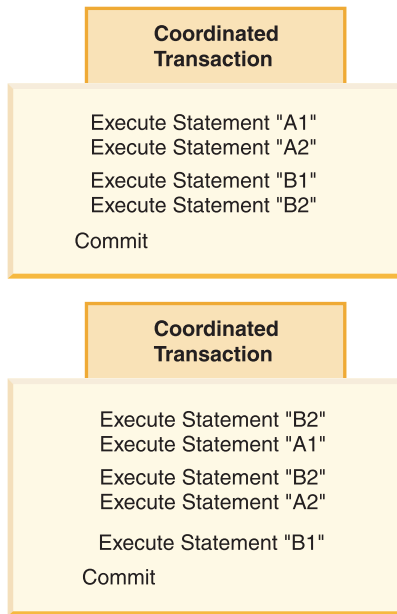 Coordinated
Transaction
Execute Statement "A1"
Execute Statement "A2"
Execute Statement "B1"
Execute Statement "B2"
Commit
Coordinated
Transaction
Execute Statement "B2"
Execute Statement "A1"
Execute Statement "B2"
Execute Statement "A2"
Execute Statement "B1"
Commit